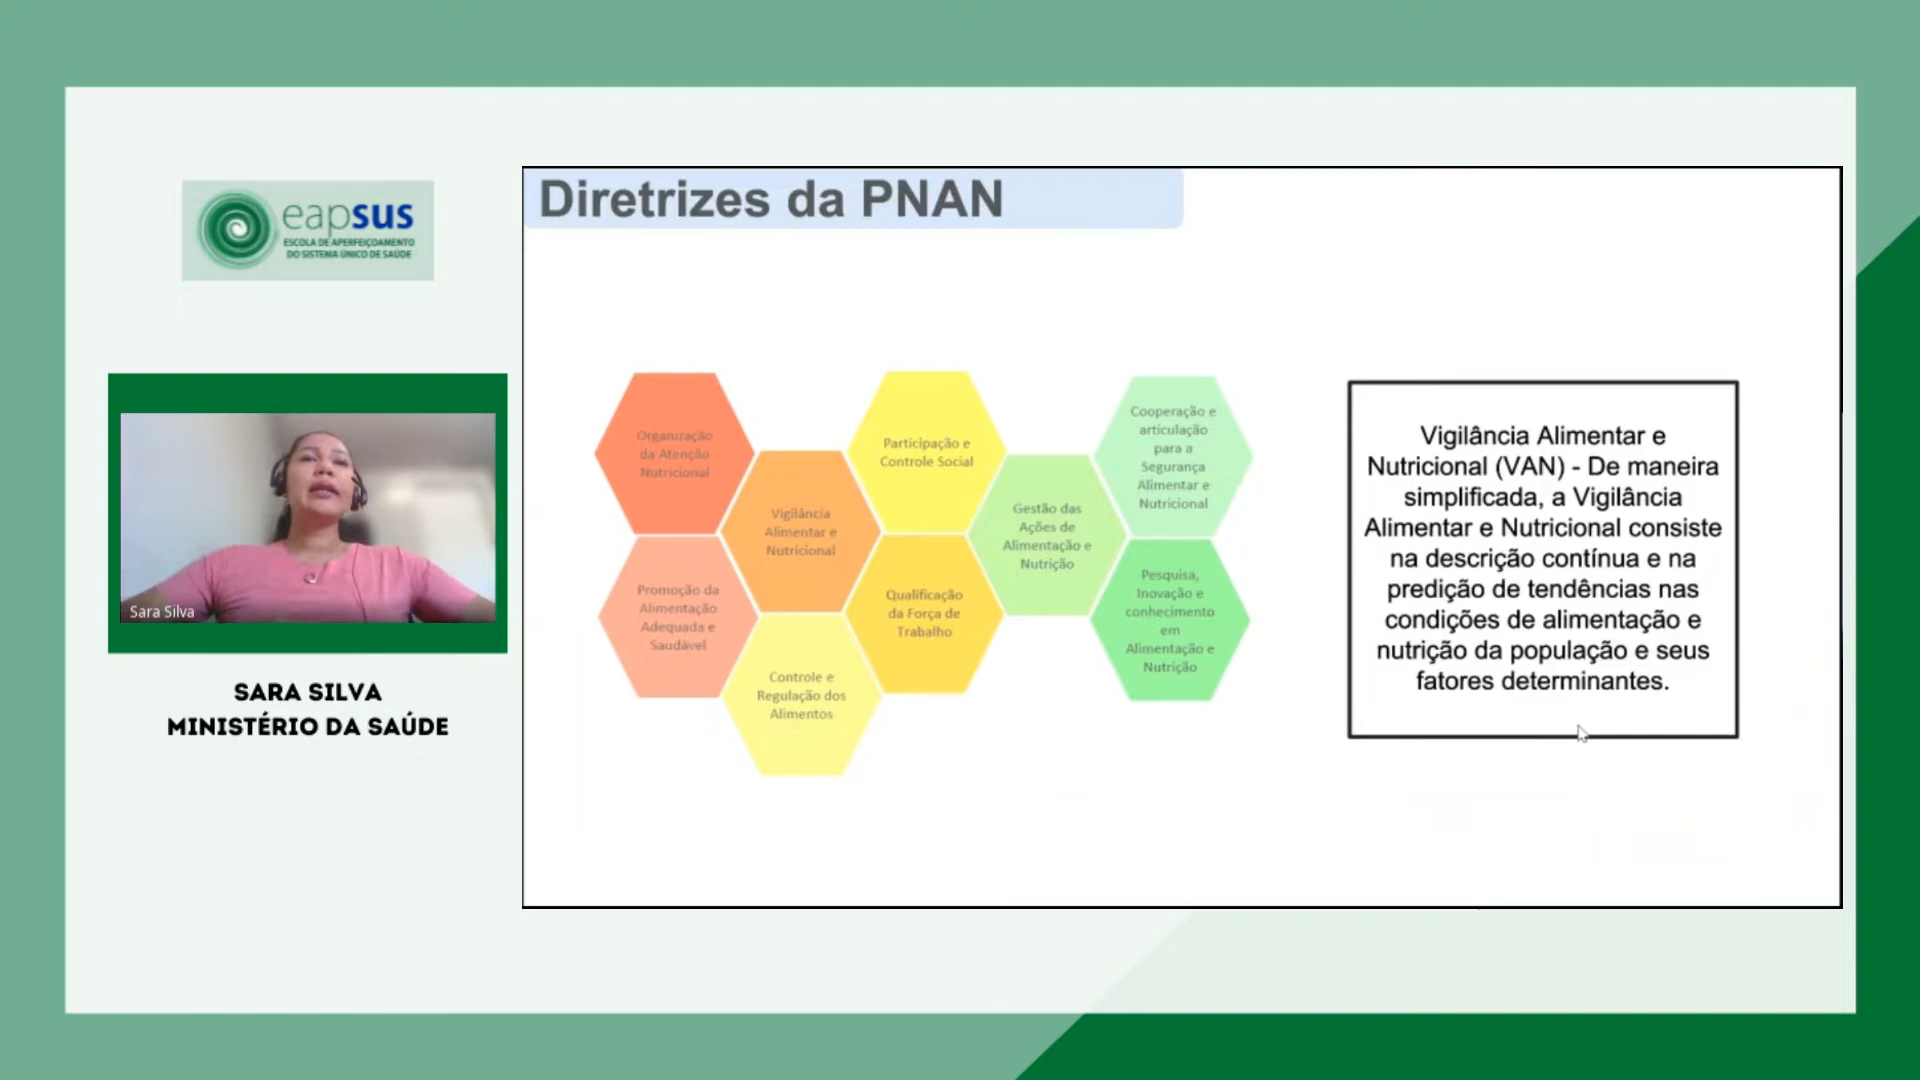 eapsus
ESCOLA DE APERFEIÇOAMENTO
DO SISTEMA ÚNICO DE SAÚDE
Sara Silva
SARA SILVA
MINISTÉRIO DA SAÚDE
Diretrizes da PNAN
Organização
da Atenção
Nutricional
Promoção da
Alimentação
Adequada e
Saudável
Vigilância
Alimentar e
Nutricional
Controle e
Regulação dos
Alimentos
Participação e
Controle Social
Qualificação
da Força de
Trabalho
Gestão das
Ações de
Alimentação e
Nutrição
Cooperação e
articulação
para a
Segurança
Alimentar e
Nutricional
Pesquisa,
Inovação e
conhecimento
em
Alimentação e
Nutrição
Vigilância Alimentar e
Nutricional (VAN) - De maneira
simplificada, a Vigilância
Alimentar e Nutricional consiste
na descrição contínua e na
predição de tendências nas
condições de alimentação e
nutrição da população e seus
fatores determinantes.